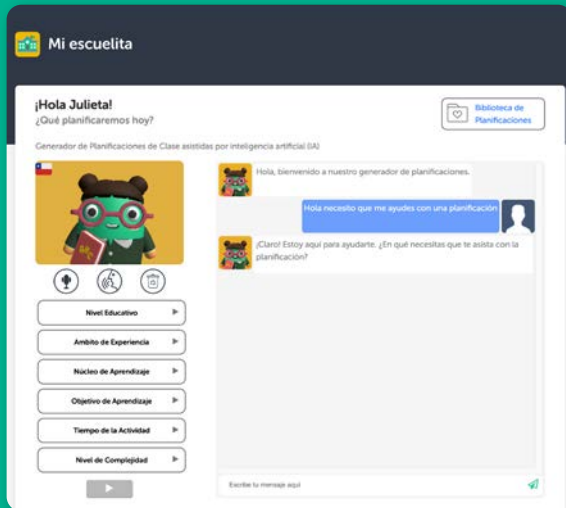 Mi escuelita
¡Hola Julieta!
¿Qué planificaremos hoy?
Biblioteca de
Planificaciones
Generador de Planificaciones de Clase asistidas por inteligencia artificial (IA)
Hola, bienvenido a nuestro generador de planificaciones.
Hola necesito que me ayudes con una planificación
¡Claro! Estoy aquí para ayudarte. ¿En qué necesitas que te asista con la
planificación?
Nivel Educativo
Ambito de Experiencia
Núcleo de Aprendizaje
Objetivo de Aprendizaje
Tiempo de la Actividad
Nivel de Complejidad
Escribe tu mensaje aquí